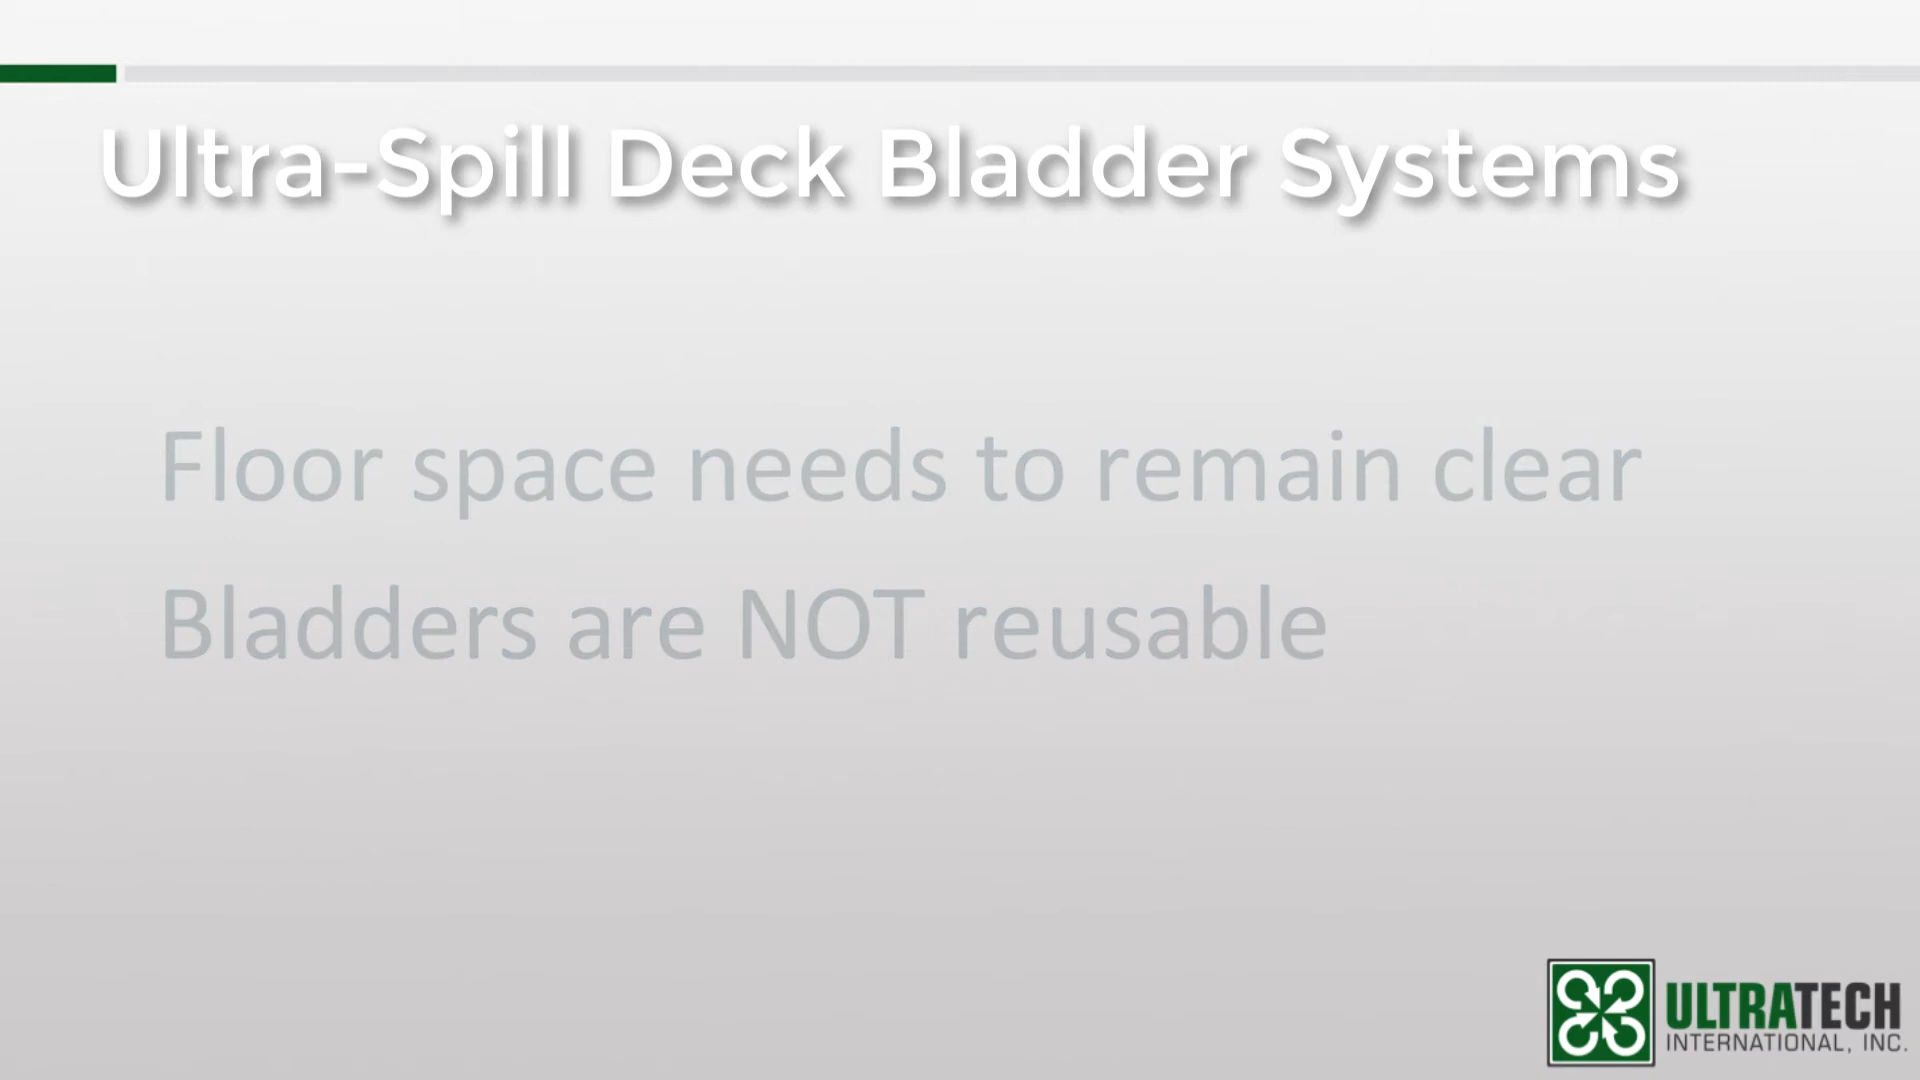 Ultra-Spill Deck Bladder Systems
Floor space needs to remain clear
Bladders are NOT reusable
ULTRATECH
INTERNATIONAL, INC.